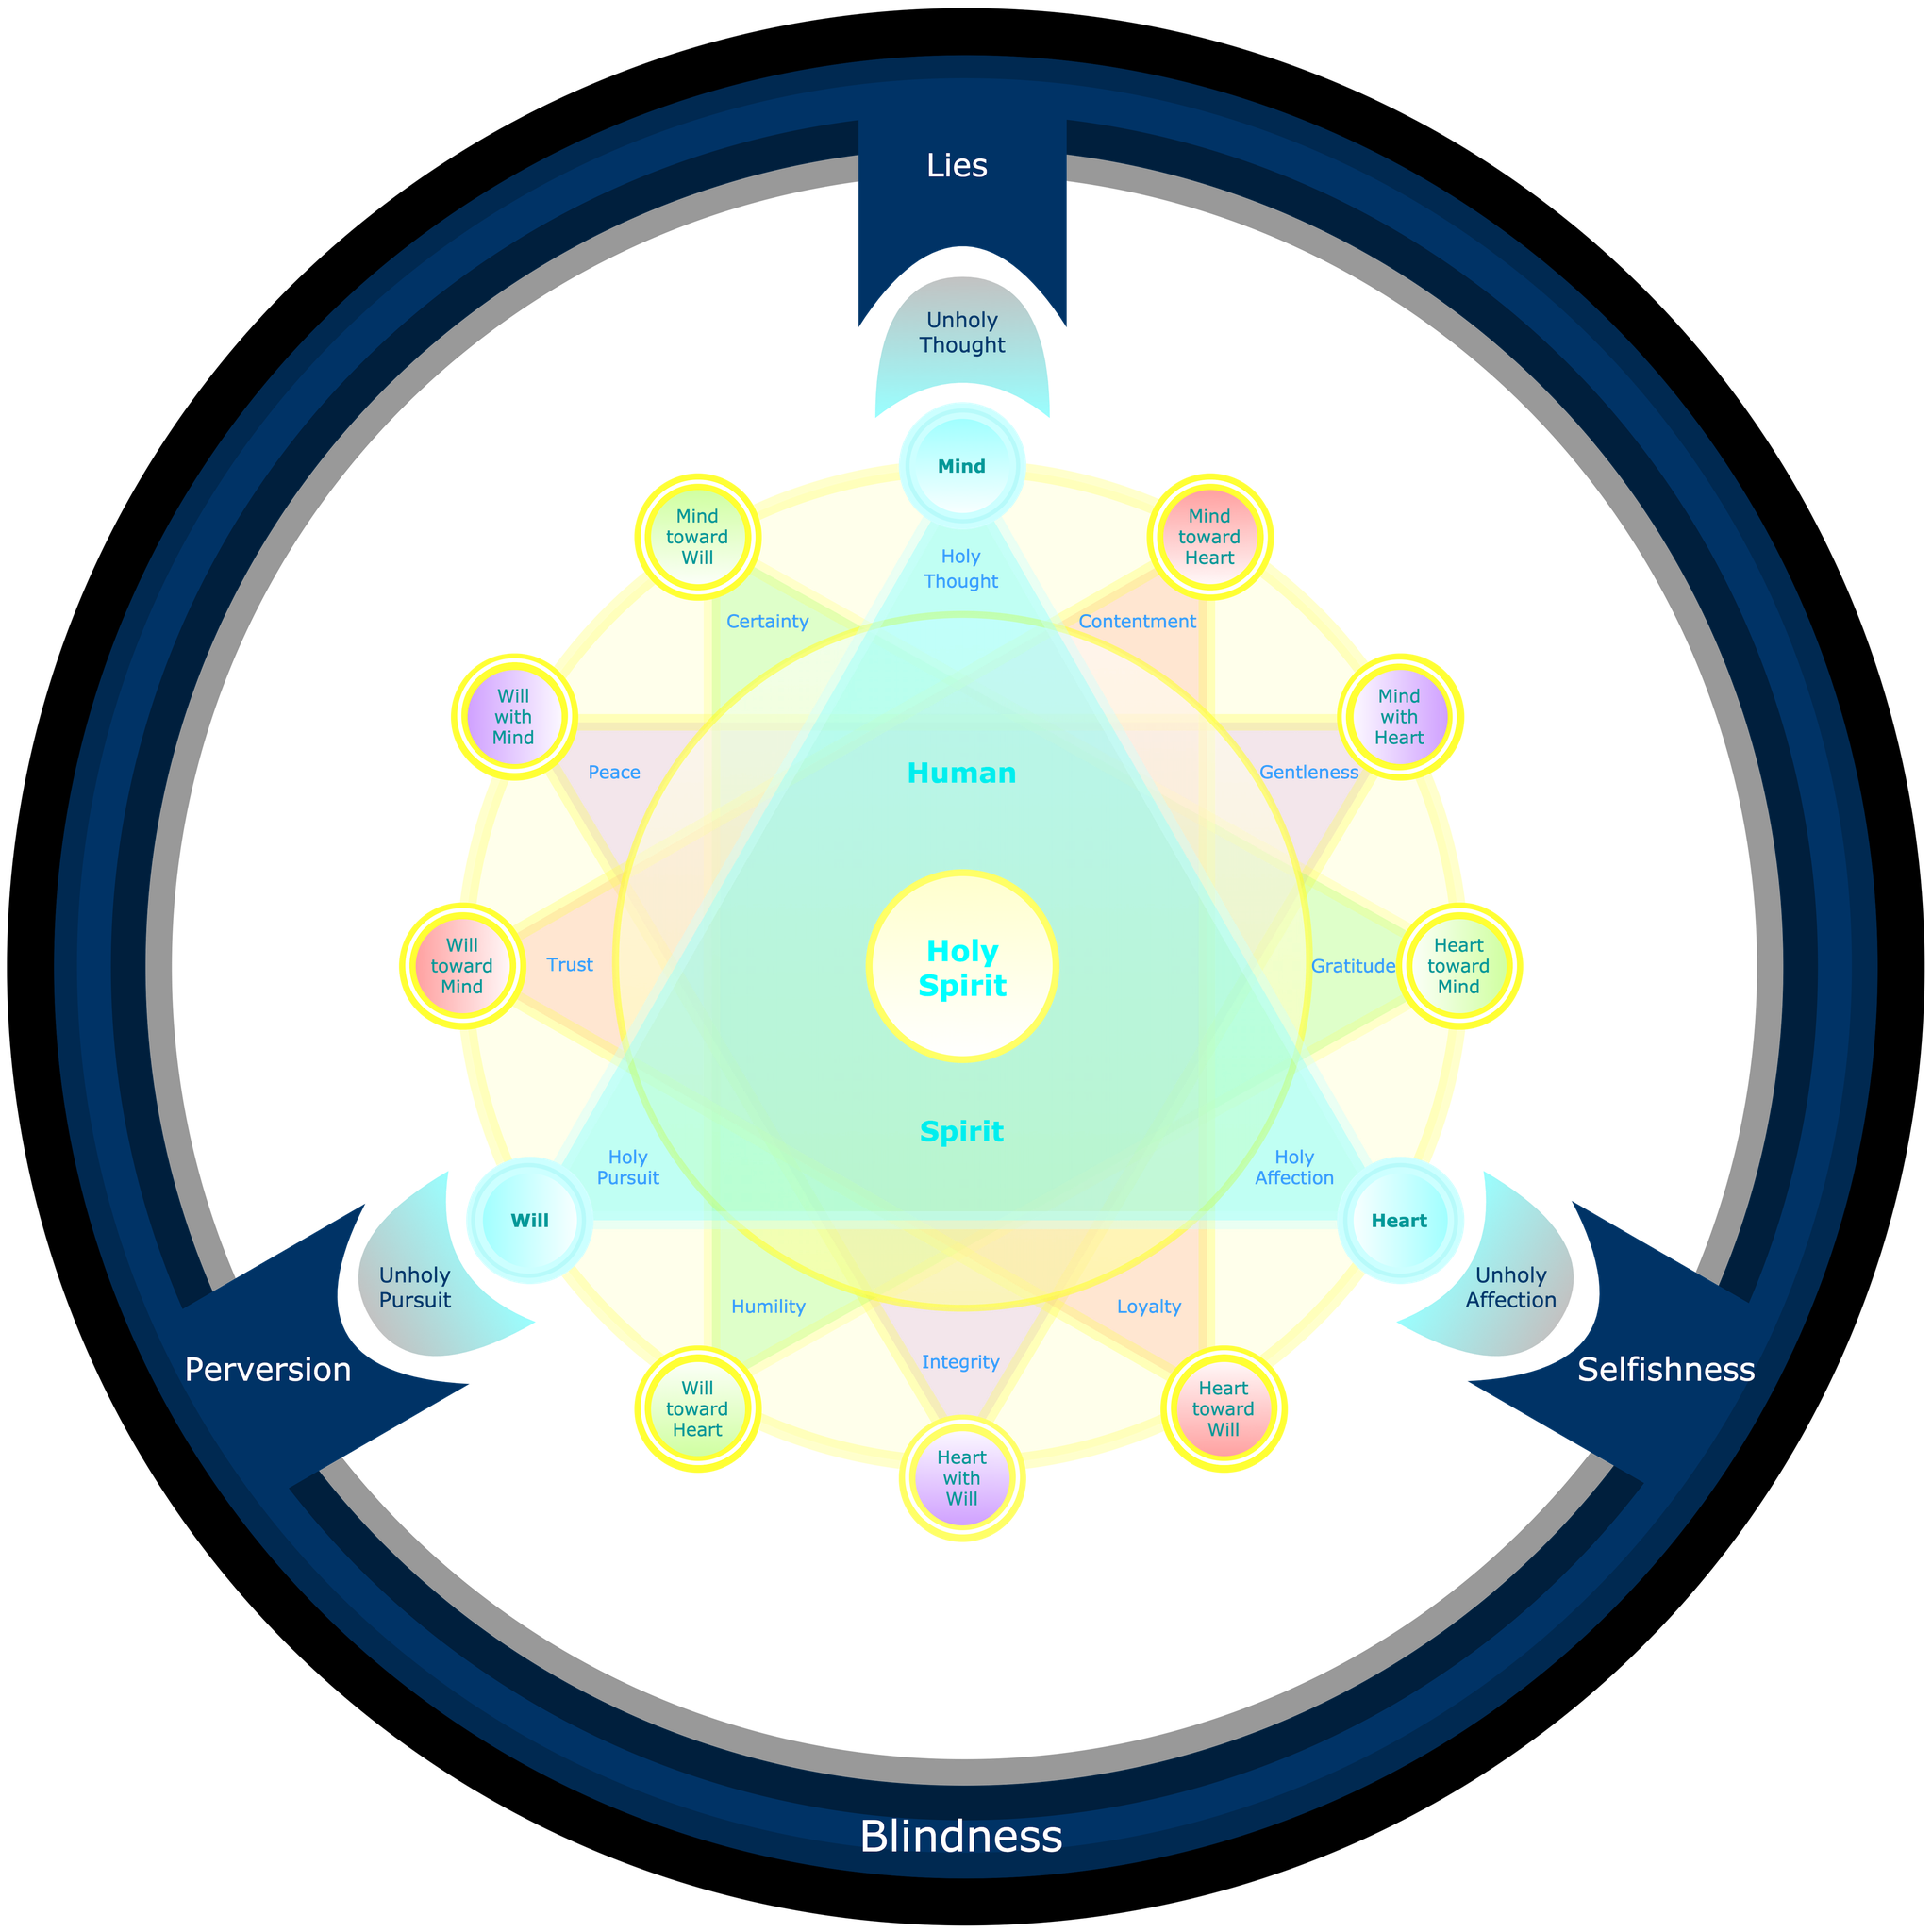 Lies
Unholy
Thought
Mind
Mind
toward
Will
Mind
toward
Heart
Holy
Thought
Certainty
Contentment
Will
with
Mind
Mind
with
Heart
Peace
Human
Gentleness
Will
toward
Mind
Trust
Holy
Spirit
Gratitude
Heart
toward
Mind
Spirit
Holy
Pursuit
Holy
Affection
Will
Heart
Unholy
Pursuit
Unholy
Affection
Humility
Loyalty
Integrity
Perversion
Selfishness
Will
toward
Heart
Heart
toward
Will
Heart
with
Will
Blindness